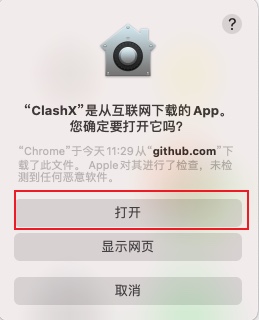 ?
“ClashX”是从互联网下载的 App。
您确定要打开它吗？
“Chrome”于今天 11:29 从“github.com”下
载了此文件。 Apple 对其进行了检查，未检
测到任何恶意软件。
打开
显示网页
取消